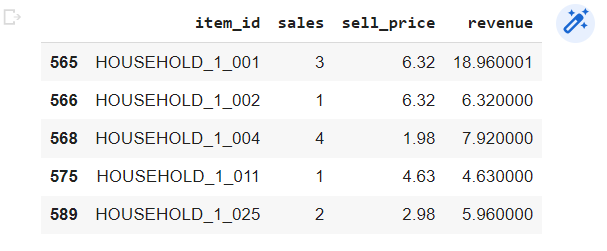 item_id sales sell_price revenue
565 HOUSEHOLD_1_001 3 6.32 18.960001
566 HOUSEHOLD_1_002 1 6.32 6.320000
568 HOUSEHOLD_1_004 4 1.98 7.920000
575 HOUSEHOLD_1_011 1 4.63 4.630000
589 HOUSEHOLD_1_025 2 2.98 5.960000